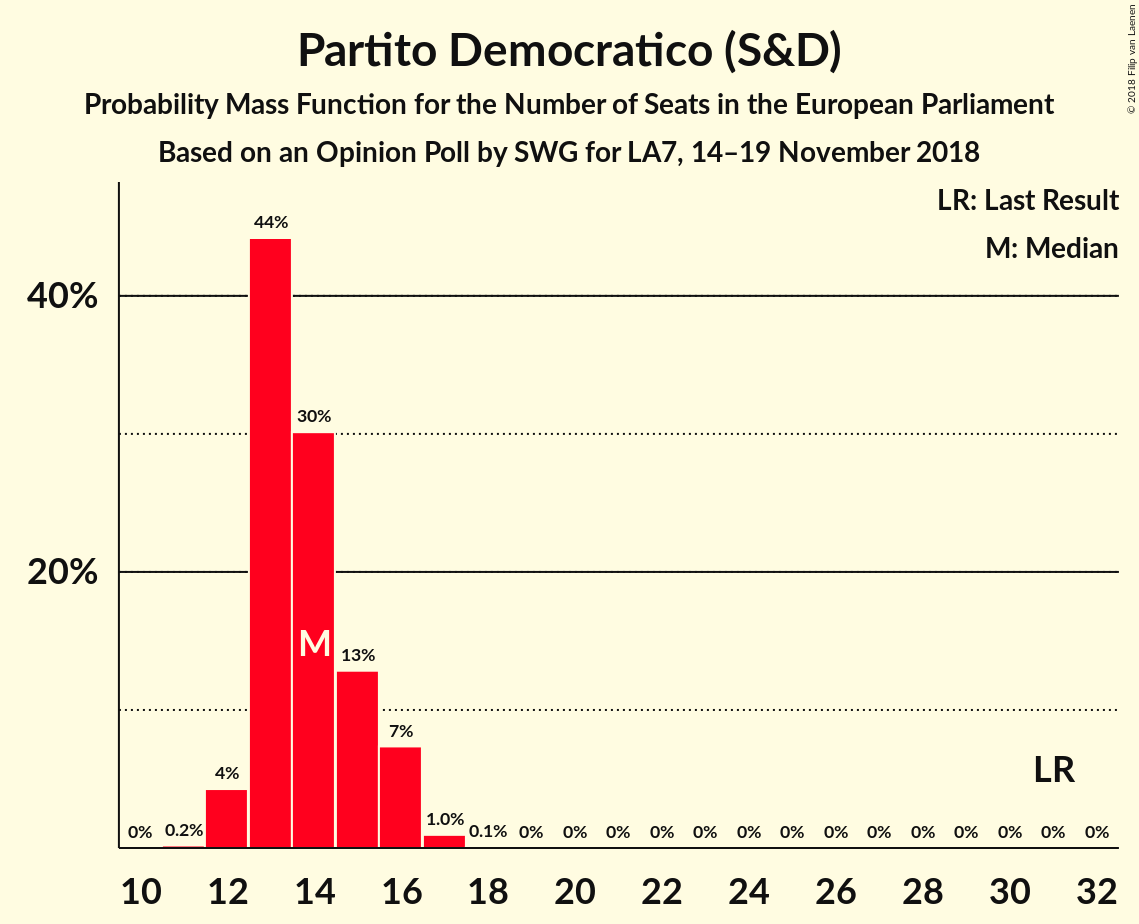 Partito Democratico (S&D)
Probability Mass Function for the Number of Seats in the European Parliament
Based on an Opinion Poll by SWG for LA7, 14–19 November 2018
© 2018 Filip van Laenen
LR: Last Result
M: Median
40%
20%
0%
0.2%
4%
44%
30%
M
13%
7%
1.0%
0.1%
0%
0%
0%
0%
0%
0%
0%
0%
0%
0%
0%
0%
0%
0%
LR
10 12 14 16 18 20 22 24 26 28 30 32